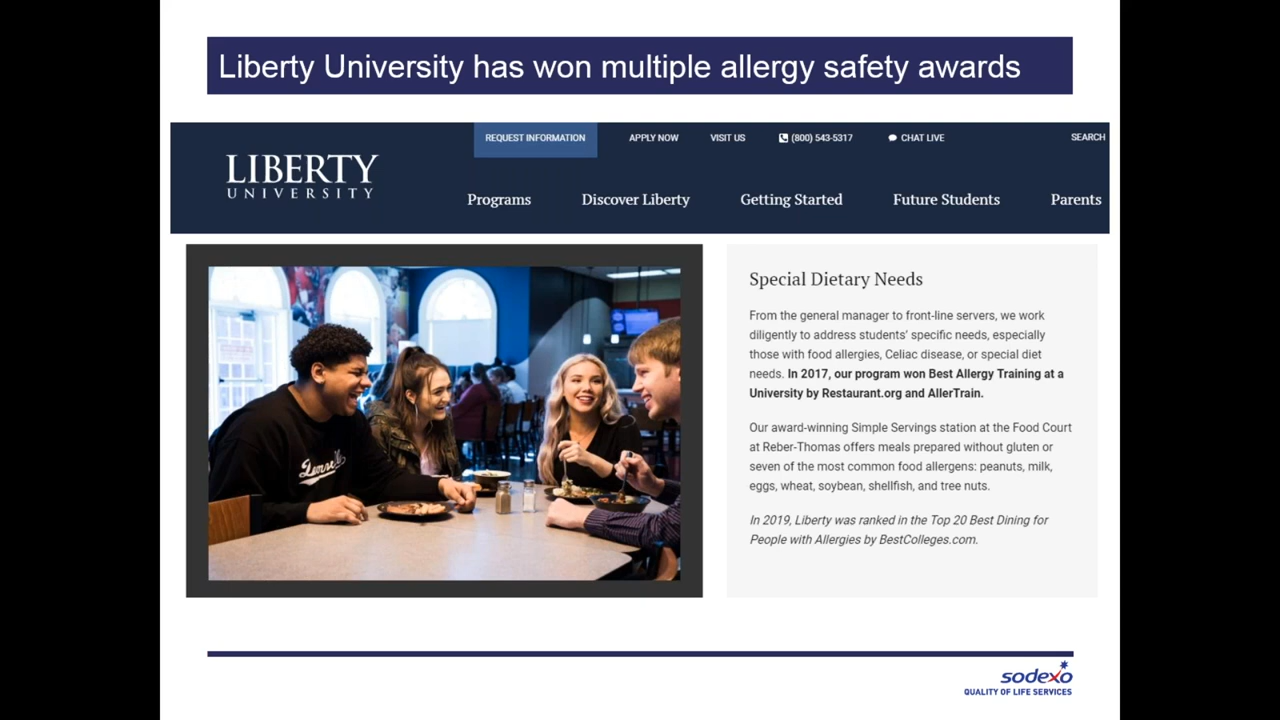 Liberty University has won multiple allergy safety awards
REQUEST INFORMATION
APPLY NOW
VISIT US
(800) 543-5317
CHAT LIVE
SEARCH
LIBERTY
UNIVERSITY
Programs
Discover Liberty
Getting Started
Future Students
Parents
Special Dietary Needs
From the general manager to front-line servers, we work
diligently to address students' specific needs, especially
those with food allergies, Celiac disease, or special diet
needs. In 2017, our program won Best Allergy Training at a
University by Restaurant.org and AllerTrain.
Our award-winning Simple Servings station at the Food Court
at Reber-Thomas offers meals prepared without gluten or
seven of the most common food allergens: peanuts, milk,
eggs, wheat, soybean, shellfish, and tree nuts.
In 2019, Liberty was ranked in the Top 20 Best Dining for
People with Allergies by BestColleges.com.
sodexo
QUALITY OF LIFE SERVICES